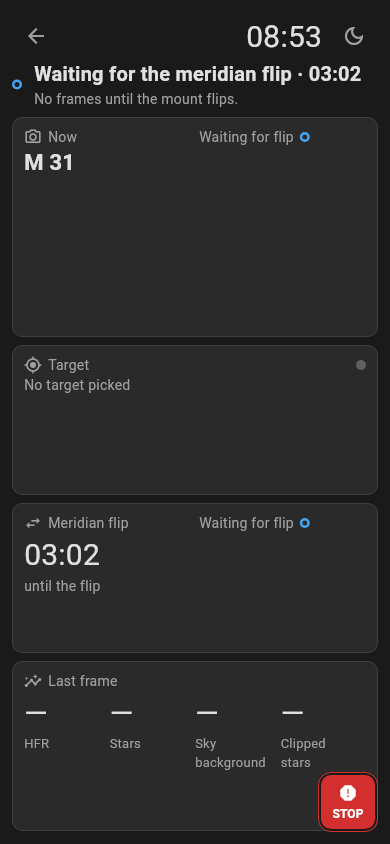 08:53
Waiting for the meridian flip · 03:02
No frames until the mount flips.
Now
Waiting for flip
M 31
Target
No target picked
Meridian flip
Waiting for flip
03:02
until the flip
Last frame
— — — —
HFR
Stars
Sky background
Clipped stars
STOP